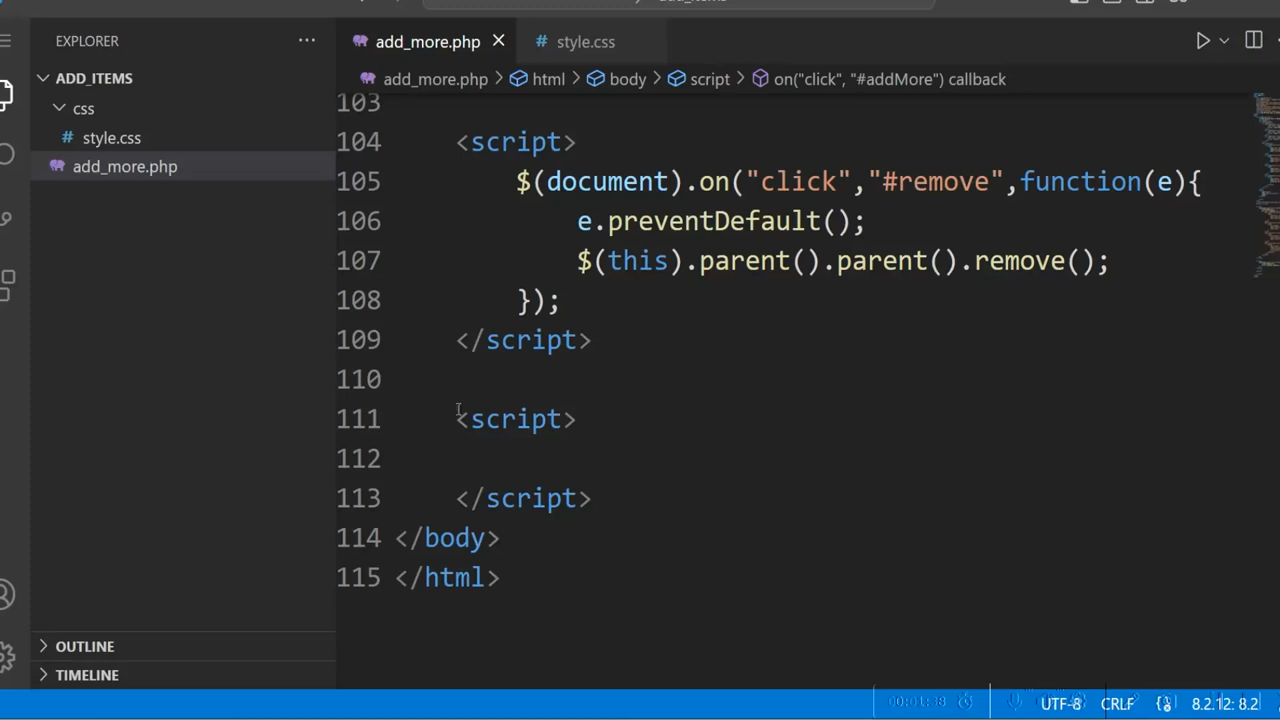 EXPLORER
···
add_more.php
# style.css
ADD_ITEMS
add_more.php > html > body > script > on("click", "#addMore") callback
css
# style.css
add_more.php
103
104 <script>
105 $(document).on("click","#remove",function(e){
106 e.preventDefault();
107 $(this).parent().parent().remove();
108 });
109 </script>
110
111 <script>
112
113 </script>
114 </body>
115 </html>
OUTLINE
TIMELINE
00:01:38
UTF-8 CRLF 8.2.12: 8.2